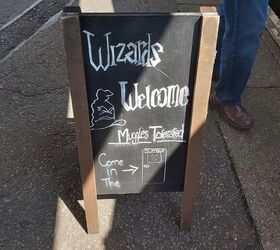 Wizards
Welcome
Muggles Tolerated
Come
In The